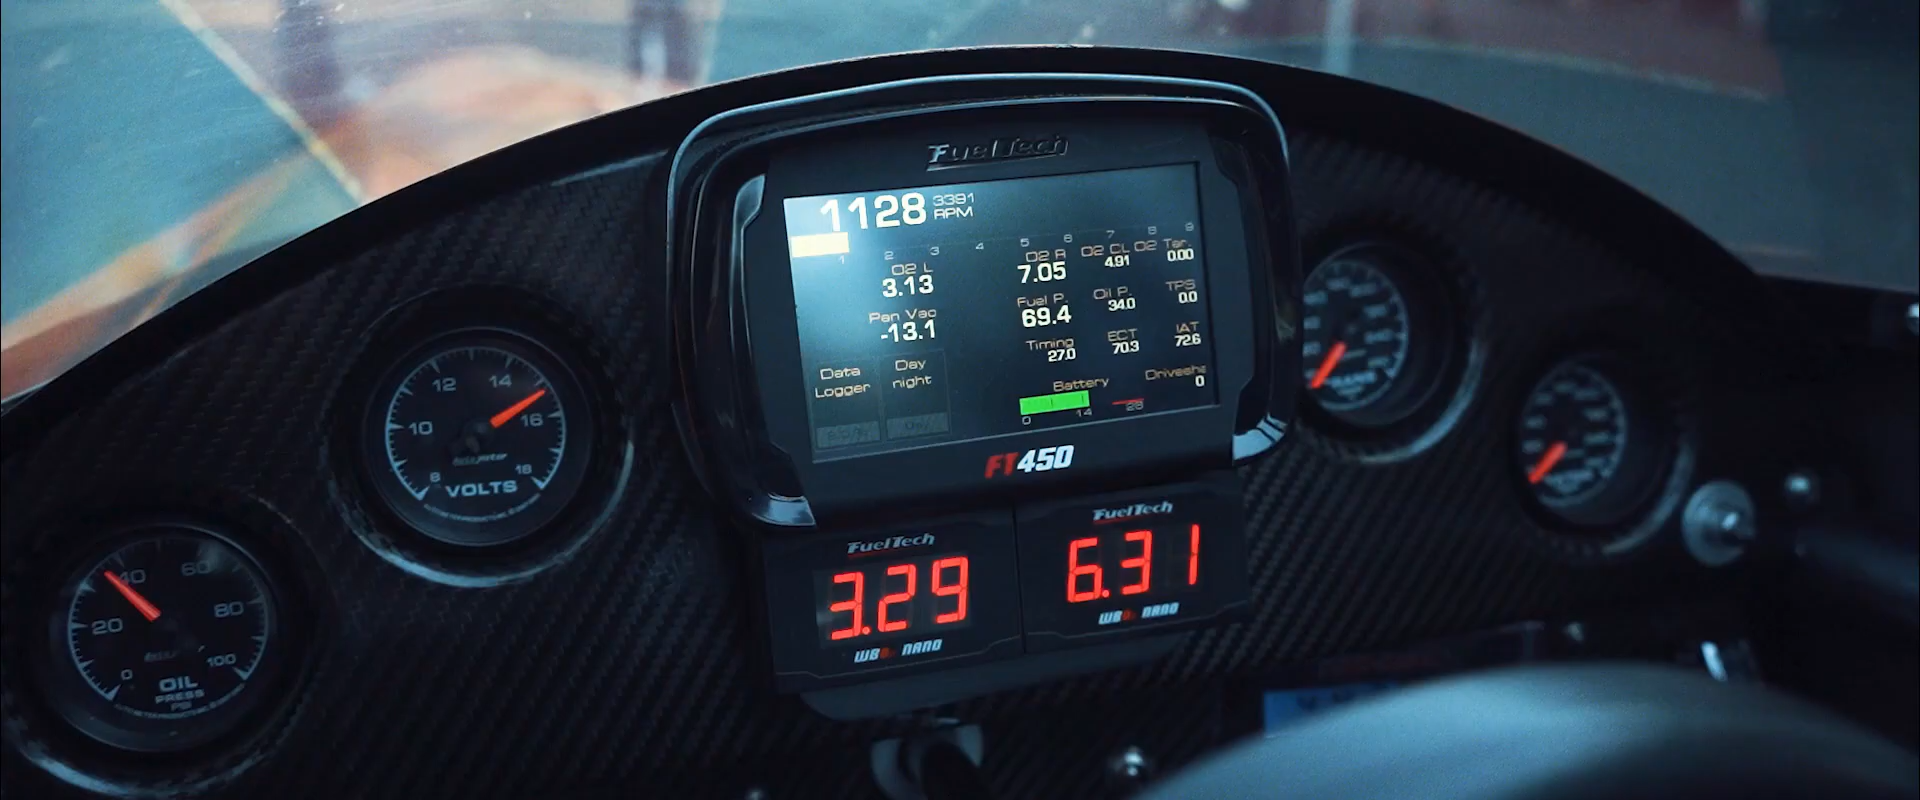 FuelTech
1128 3391 RPM
1 2 3 4 5 6 7 8 9
O2 L O2 R O2 CL O2 Tar.
3.13 7.05 4.91 0.00
Pan Vac Fuel P. Oil P. TPS
-13.1 69.4 34.0 0.0
Timing ECT IAT
27.0 70.3 72.6
Data Logger
Day night
Battery
0 14
0
FT450
FuelTech
3.29
WBO2 NANO
FuelTech
6.31
WBO2 NANO
8 10 12 14 16 18
VOLTS
0 20 40 60 80 100
OIL
PRESS
PSI
TRANS